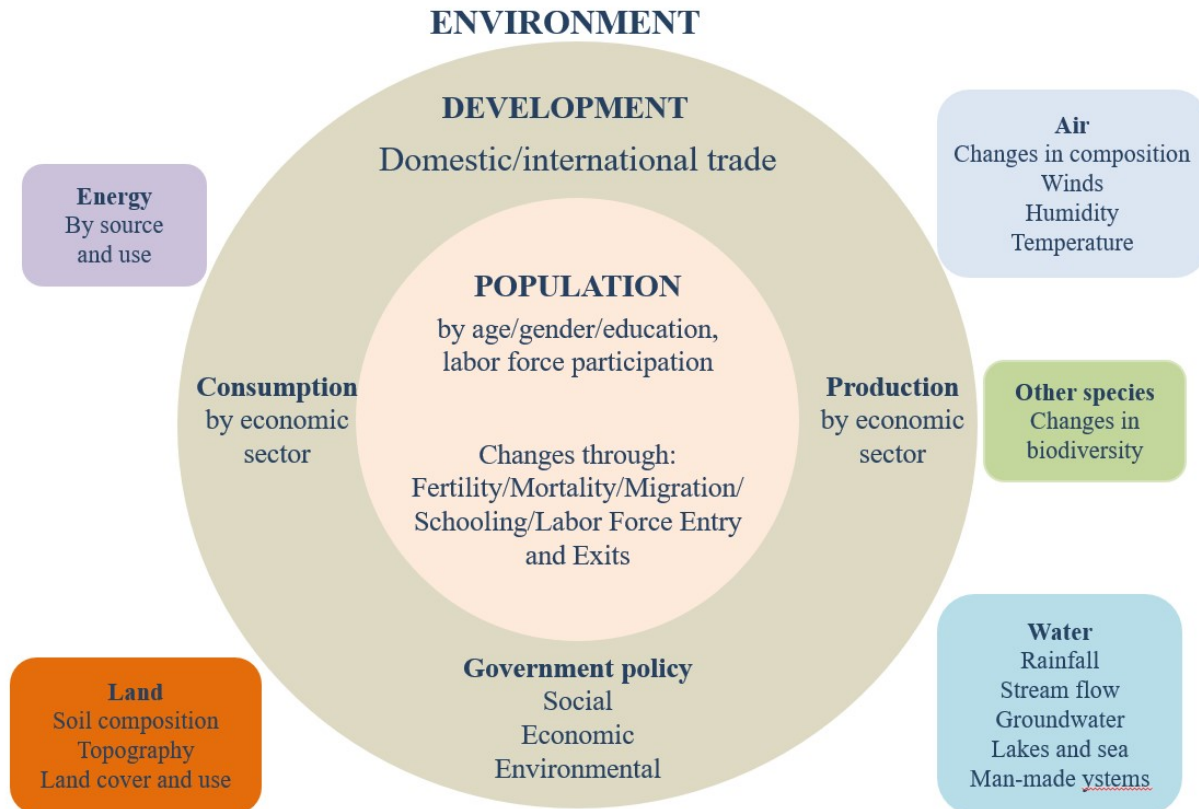 ENVIRONMENT
DEVELOPMENT
Domestic/international trade
Energy
By source
and use
Air
Changes in composition
Winds
Humidity
Temperature
POPULATION
by age/gender/education,
labor force participation
Changes through:
Fertility/Mortality/Migration/
Schooling/Labor Force Entry
and Exits
Consumption
by economic
sector
Production
by economic
sector
Other species
Changes in
biodiversity
Government policy
Social
Economic
Environmental
Land
Soil composition
Topography
Land cover and use
Water
Rainfall
Stream flow
Groundwater
Lakes and sea
Man-made ystems